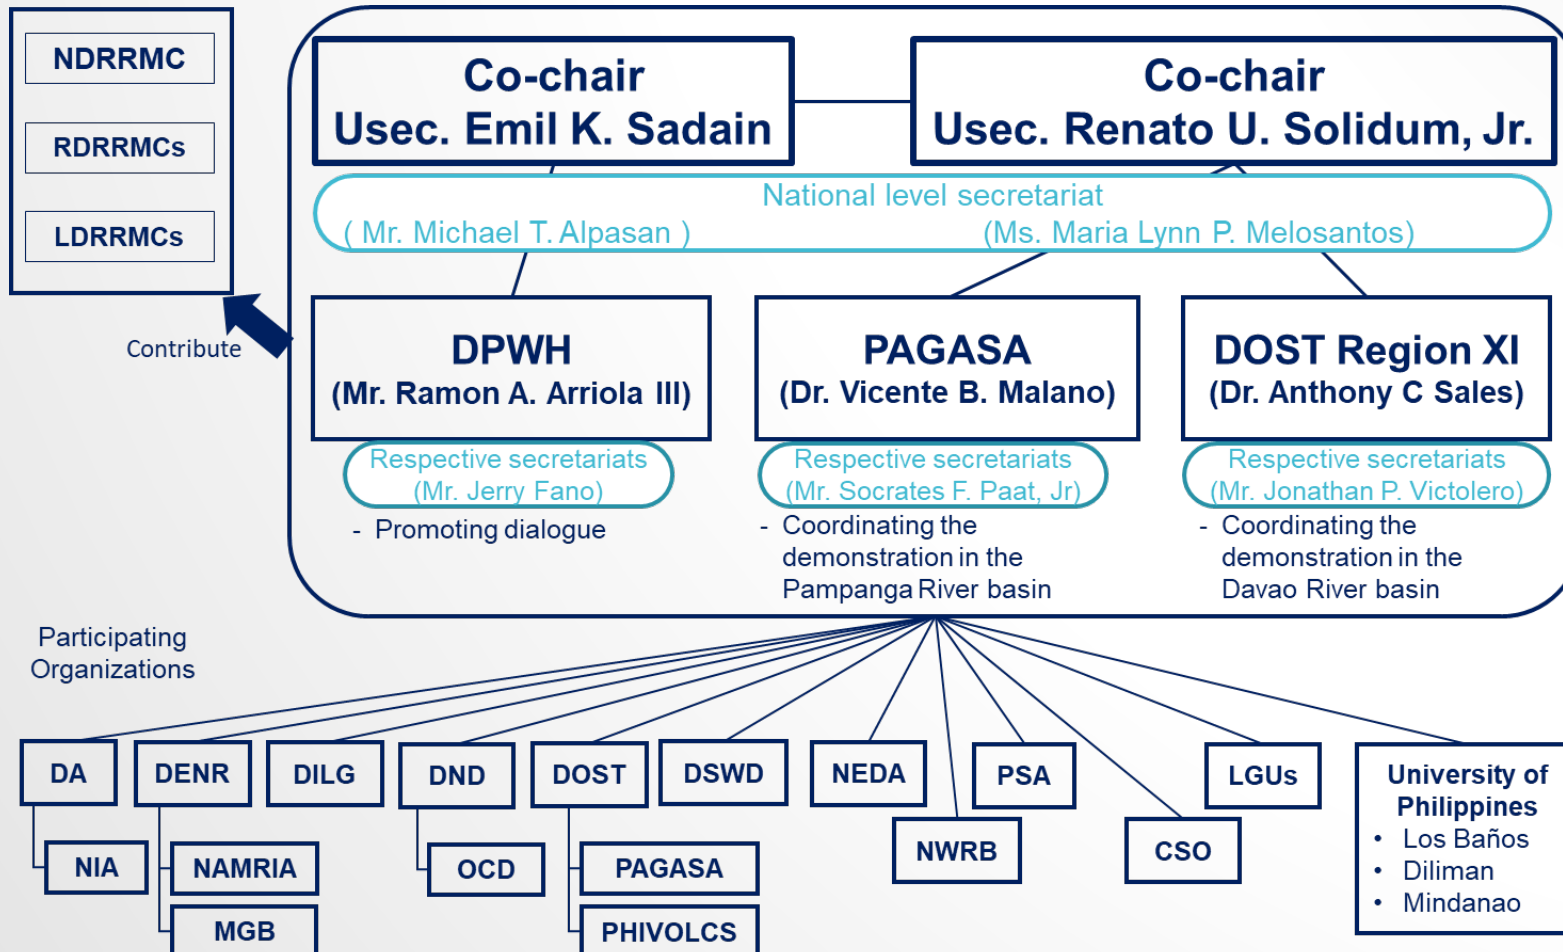 NDRRMC
RDRRMCs
LDRRMCs
Contribute
Co-chair
Usec. Emil K. Sadain
Co-chair
Usec. Renato U. Solidum, Jr.
National level secretariat
( Mr. Michael T. Alpasan )
(Ms. Maria Lynn P. Melosantos)
DPWH
(Mr. Ramon A. Arriola III)
Respective secretariats
(Mr. Jerry Fano)
- Promoting dialogue
PAGASA
(Dr. Vicente B. Malano)
Respective secretariats
(Mr. Socrates F. Paat, Jr)
- Coordinating the
demonstration in the
Pampanga River basin
DOST Region XI
(Dr. Anthony C Sales)
Respective secretariats
(Mr. Jonathan P. Victolero)
- Coordinating the
demonstration in the
Davao River basin
Participating
Organizations
DA
NIA
DENR
NAMRIA
MGB
DILG
DND
OCD
DOST
PAGASA
PHIVOLCS
DSWD
NEDA
NWRB
PSA
CSO
LGUs
University of
Philippines
• Los Baños
• Diliman
• Mindanao